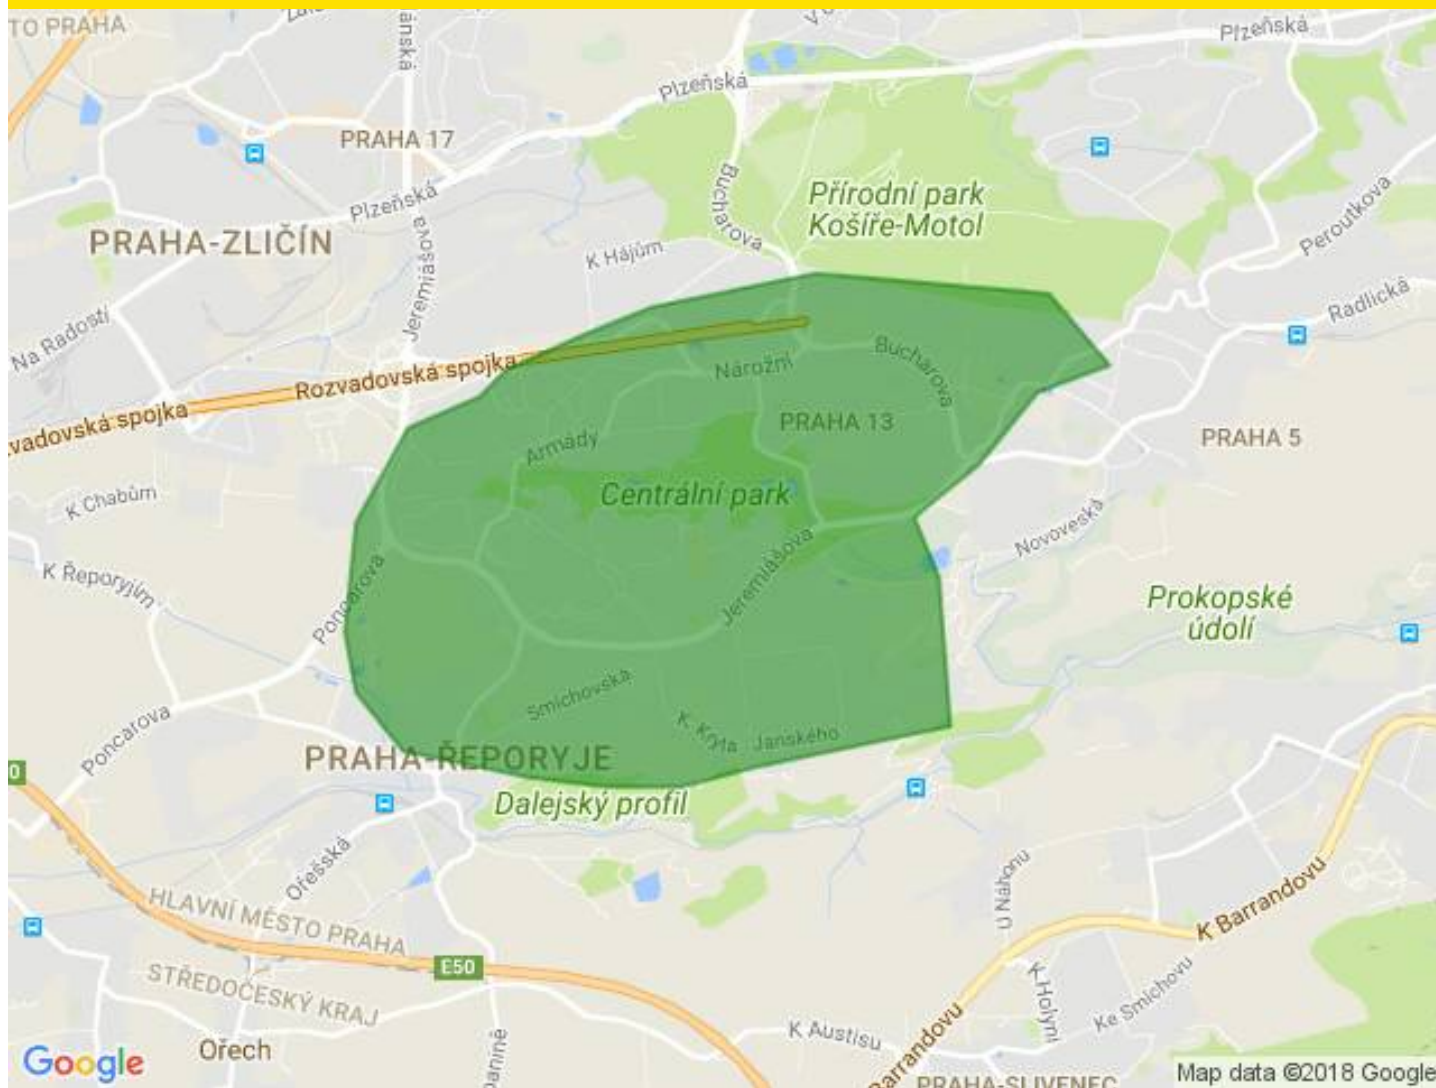 TO PRAHA
Plzeňská
Plzeňská
PRAHA 17
Bucharova
Přírodní park
Košíře-Motol
Plzeňská
Peroutkova
PRAHA-ZLIČÍN
K Hájům
Jeremiášova
Radlická
Na Radosti
Rozvadovská spojka
Nárožní
Bucharova
vadovská spojka
PRAHA 13
PRAHA 5
Armády
K Chabům
Centrální park
Novoveská
Jeremiášova
K Řeporyjím
Poncarova
Prokopské
údolí
Smíchovská
Poncarova
K. Kryla
Janského
PRAHA-ŘEPORYJE
0
Dalejský profil
Ořešská
U Náhonu
HLAVNÍ MĚSTO PRAHA
K Barrandovu
E50
STŘEDOČESKÝ KRAJ
K Holyni
Ke Smíchovu
K Austisu
Barrandovu
Ořech
Google
PRAHA-SLIVENEC
Map data ©2018 Google